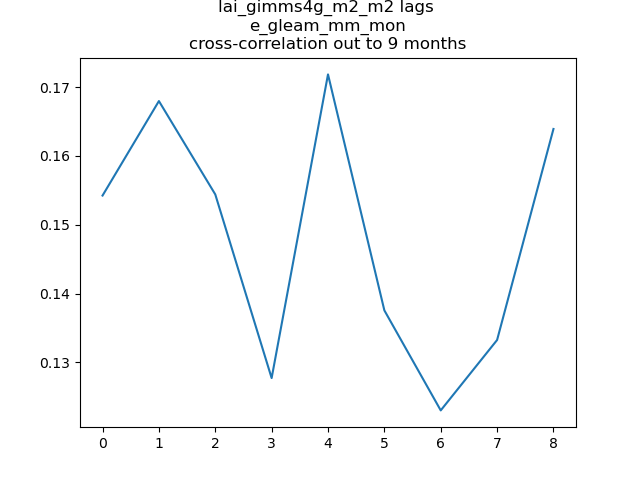 lai_gimms4g_m2_m2 lags
e_gleam_mm_mon
cross-correlation out to 9 months
0.17
0.16
0.15
0.14
0.13
0 1 2 3 4 5 6 7 8